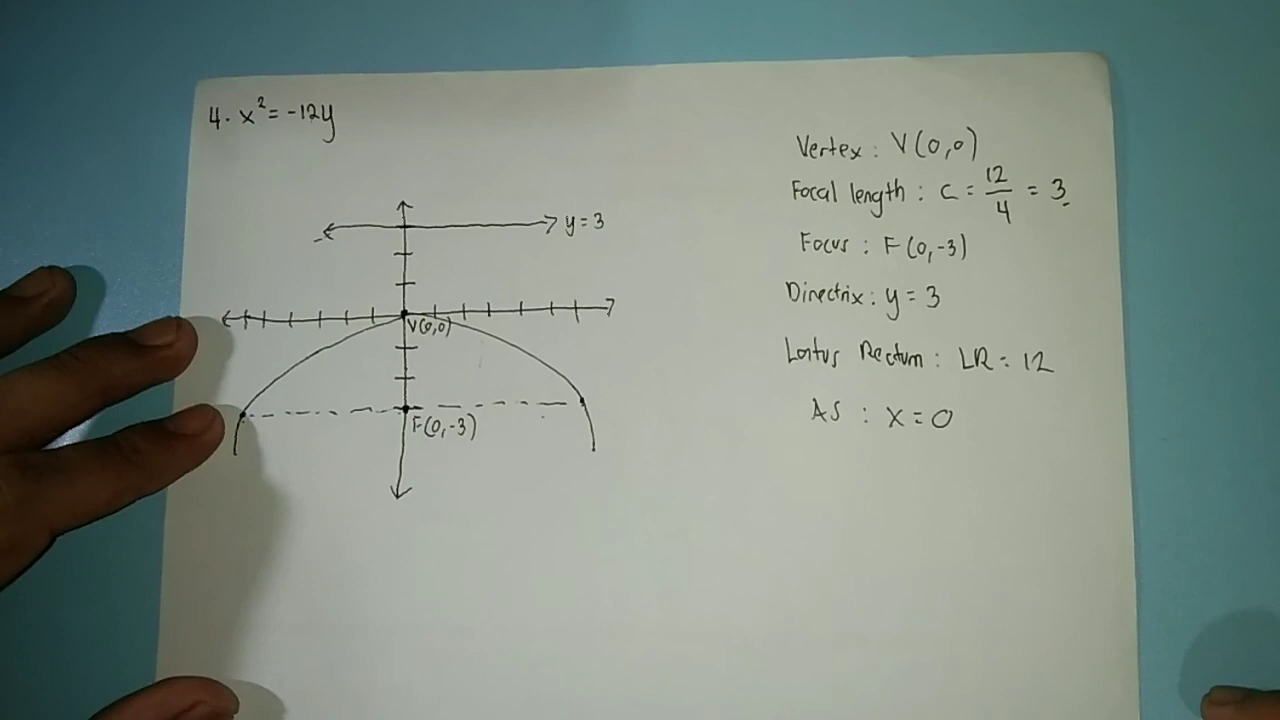 4. x² = -12y
Vertex : V(0,0)
Focal length : C = 12/4 = 3
y = 3
Focus : F(0,-3)
Directrix : y = 3
V(0,0)
Latus Rectum : LR = 12
F(0,-3)
AS : x = 0